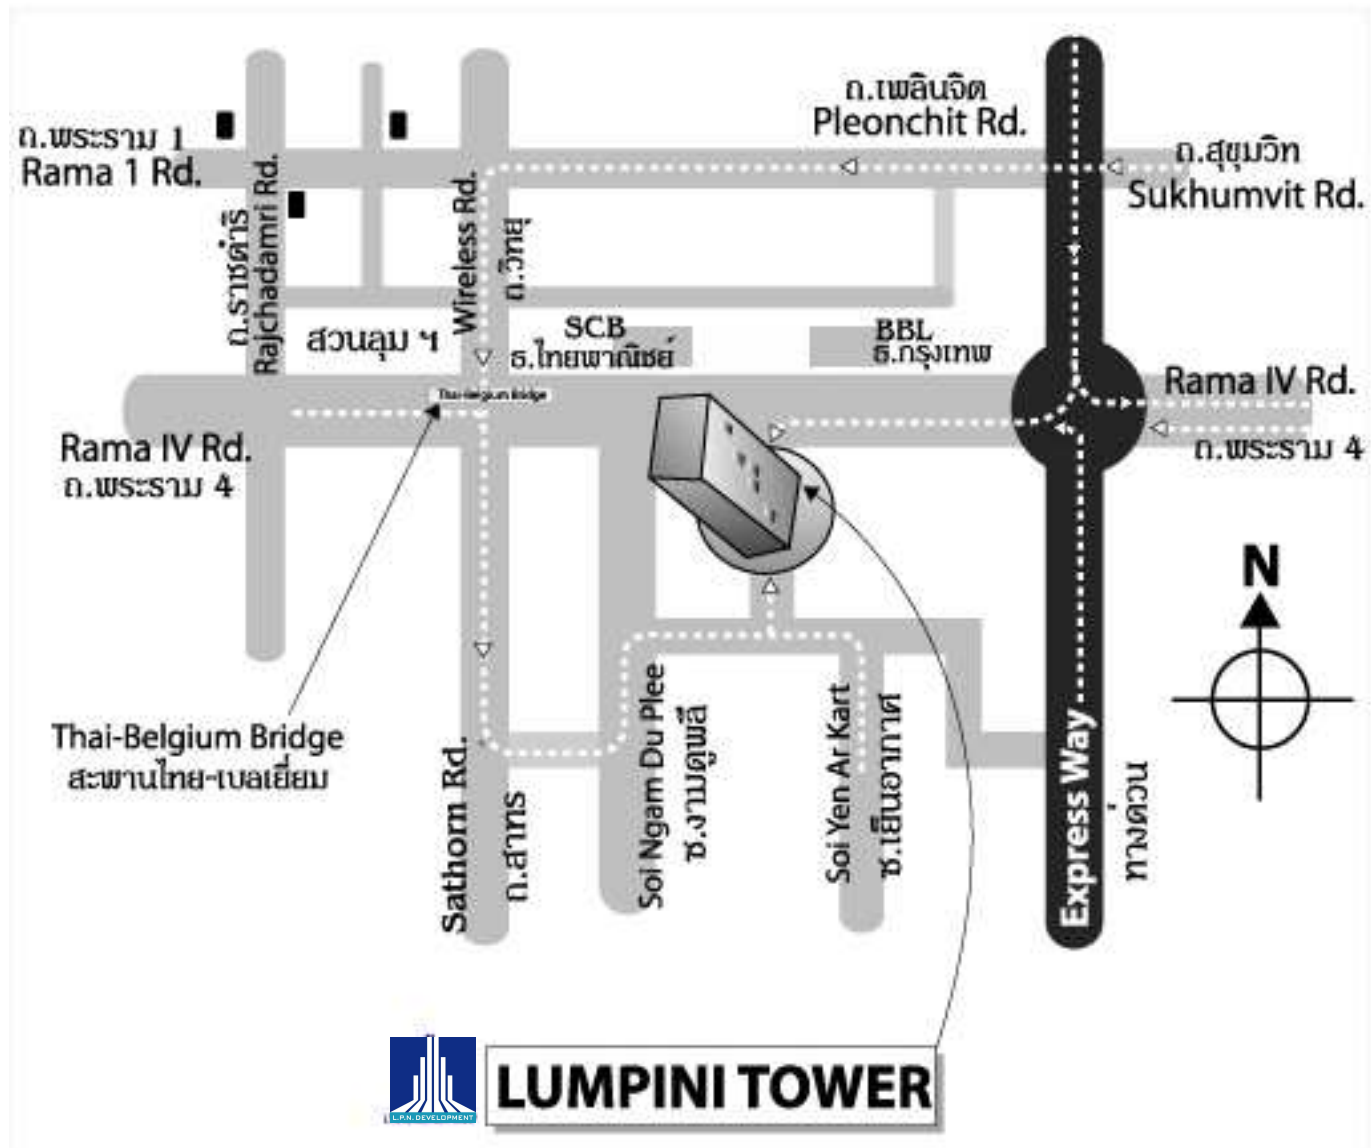 ถ.เพลินจิต
Pleonchit Rd.
ถ.พระราม 1
Rama 1 Rd.
ถ.สุขุมวิท
Sukhumvit Rd.
ถ.ราชดำริ
Rajchadamri Rd.
Wireless Rd.
ถ.วิทยุ
สวนลุม ฯ
SCB
ธ.ไทยพาณิชย์
BBL
ธ.กรุงเทพ
Thai-Belgium Bridge
Rama IV Rd.
ถ.พระราม 4
Rama IV Rd.
ถ.พระราม 4
N
Thai-Belgium Bridge
สะพานไทย-เบลเยี่ยม
Sathorn Rd.
ถ.สาทร
Soi Ngam Du Plee
ซ.งามดูพลี
Soi Yen Ar Kart
ซ.เย็นอากาศ
Express Way
ทางด่วน
L.P.N. DEVELOPMENT
LUMPINI TOWER